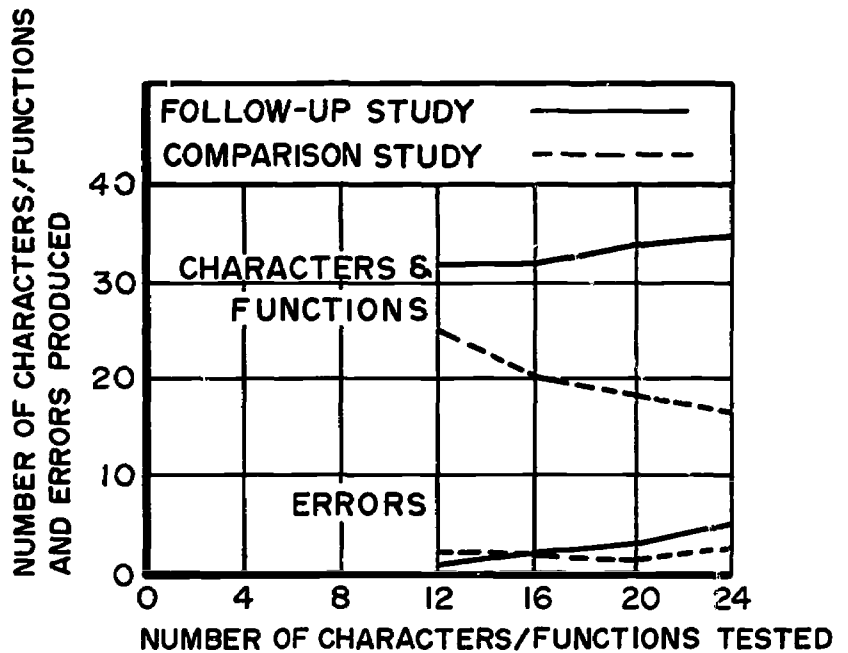 NUMBER OF CHARACTERS/FUNCTIONS
AND ERRORS PRODUCED
FOLLOW-UP STUDY
COMPARISON STUDY
40
30
20
10
0
CHARACTERS &
FUNCTIONS
ERRORS
0 4 8 12 16 20 24
NUMBER OF CHARACTERS/FUNCTIONS TESTED